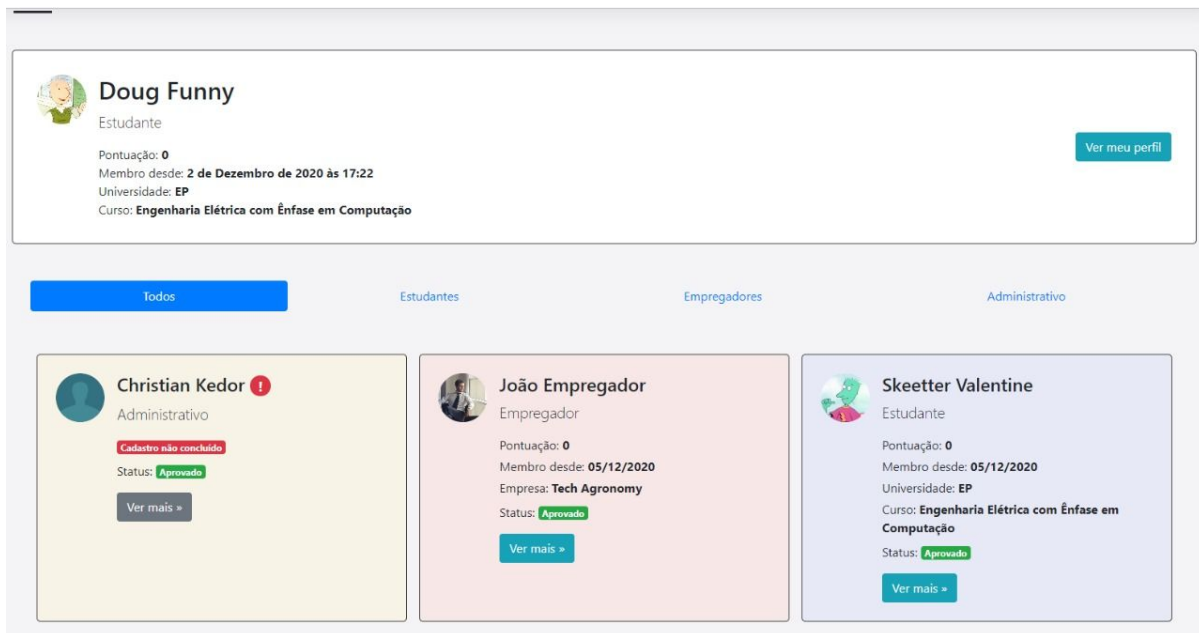 Doug Funny
Estudante
Pontuação: 0
Membro desde: 2 de Dezembro de 2020 às 17:22
Universidade: EP
Curso: Engenharia Elétrica com Ênfase em Computação
Ver meu perfil
Todos
Estudantes
Empregadores
Administrativo
Christian Kedor !
Administrativo
Cadastro não concluído
Status: Aprovado
Ver mais »
João Empregador
Empregador
Pontuação: 0
Membro desde: 05/12/2020
Empresa: Tech Agronomy
Status: Aprovado
Ver mais »
Skeetter Valentine
Estudante
Pontuação: 0
Membro desde: 05/12/2020
Universidade: EP
Curso: Engenharia Elétrica com Ênfase em
Computação
Status: Aprovado
Ver mais »